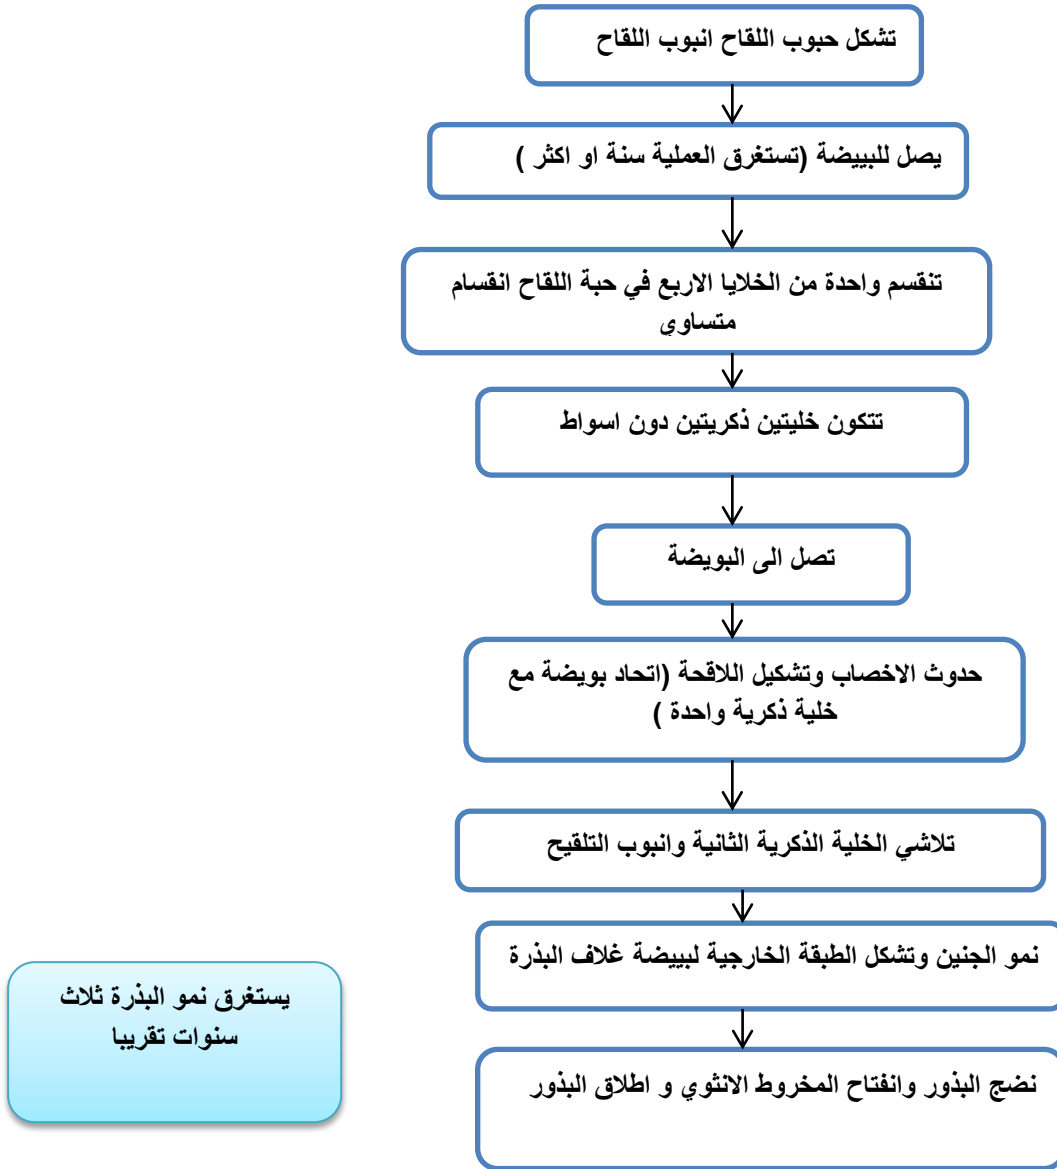 تشكل حبوب اللقاح انبوب اللقاح
يصل للبييضة (تستغرق العملية سنة او اكثر )
تنقسم واحدة من الخلايا الاربع في حبة اللقاح انقسام
متساوي
تتكون خليتين ذكريتين دون اسواط
تصل الى البويضة
حدوث الاخصاب وتشكيل اللاقحة (اتحاد بويضة مع
خلية ذكرية واحدة )
تلاشي الخلية الذكرية الثانية وانبوب التلقيح
نمو الجنين وتشكل الطبقة الخارجية لبييضة غلاف البذرة
يستغرق نمو البذرة ثلاث
سنوات تقريبا
نضج البذور وانفتاح المخروط الانثوي و اطلاق البذور